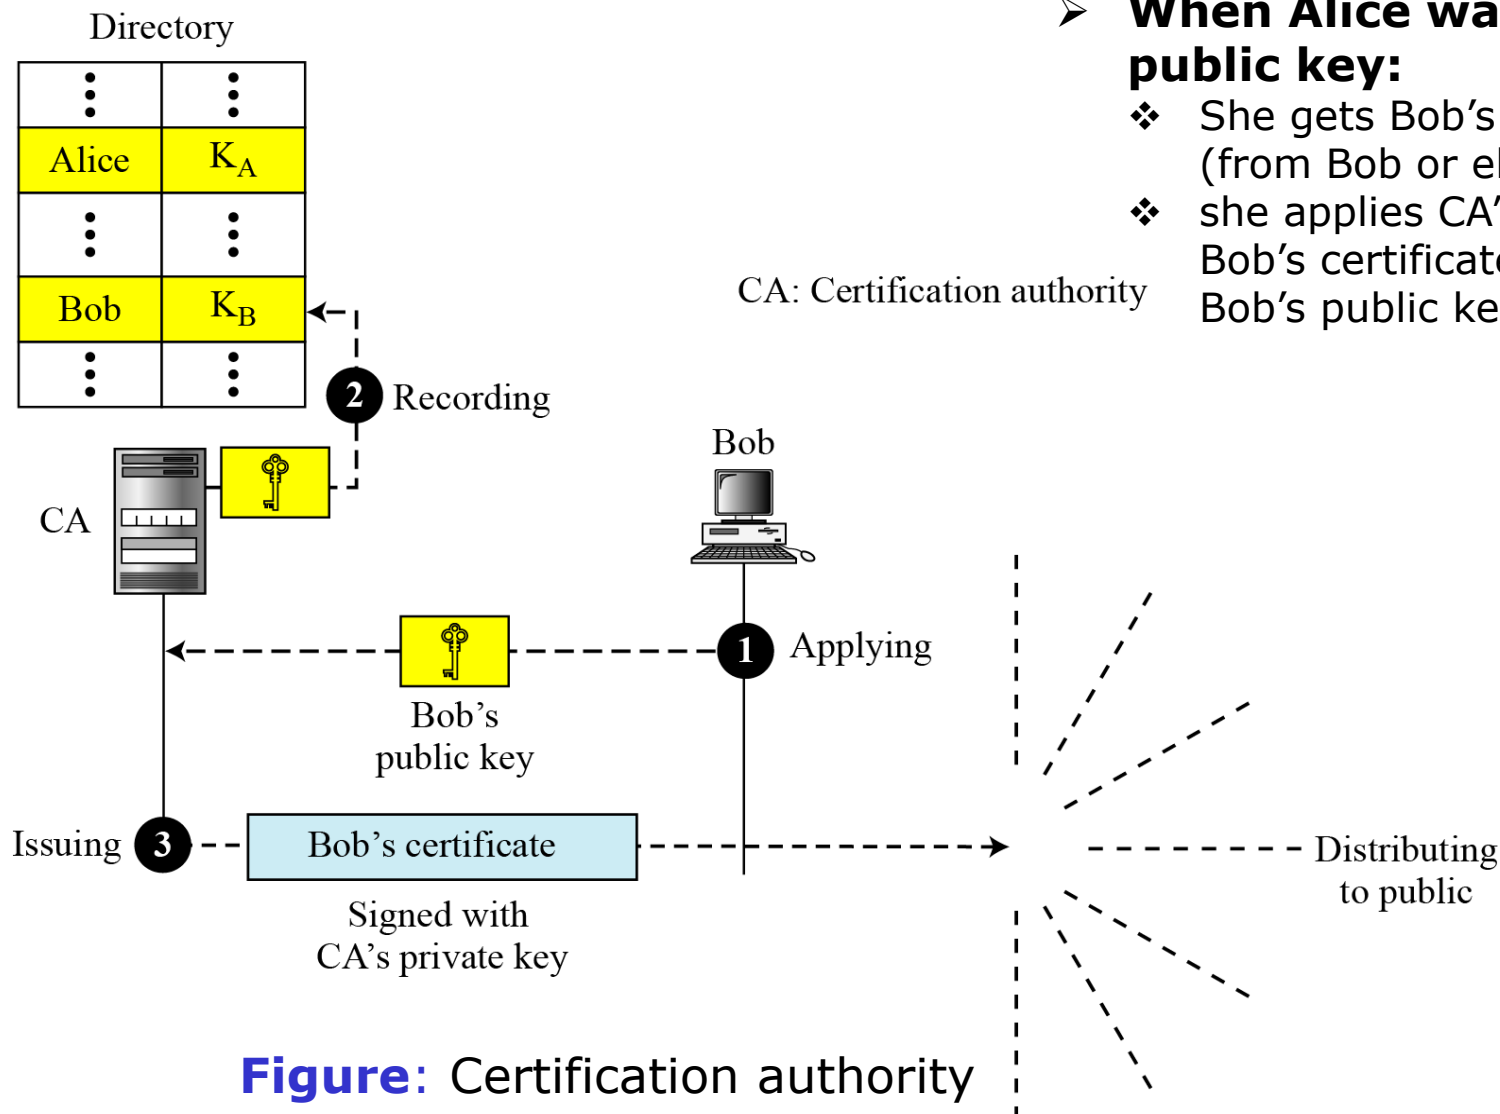 Directory
Alice K_A
Bob K_B
2 Recording
CA
Bob
1 Applying
Bob's
public key
Issuing 3 Bob's certificate
Signed with
CA's private key
Distributing
to public
CA: Certification authority
➢ When Alice wa
public key:
❖ She gets Bob's
(from Bob or el
❖ she applies CA'
Bob's certificate
Bob's public ke
Figure: Certification authority